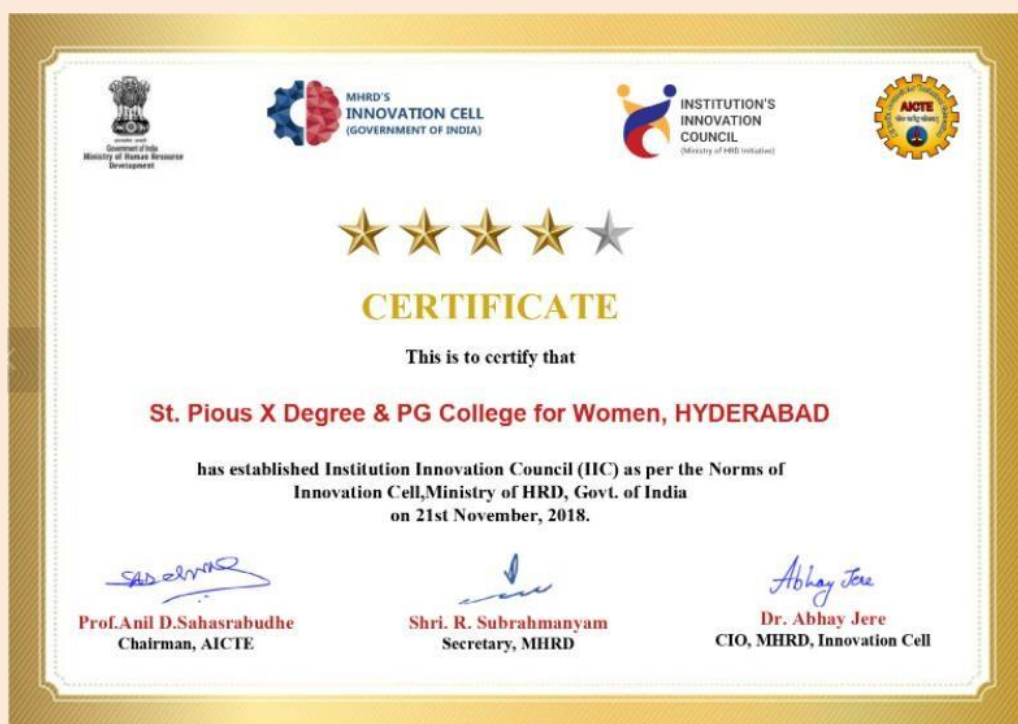 Government of India
Ministry of Human Resource
Development
MHRD'S
INNOVATION CELL
(GOVERNMENT OF INDIA)
INSTITUTION'S
INNOVATION
COUNCIL
(Ministry of HRD Initiative)
AICTE
CERTIFICATE
This is to certify that
St. Pious X Degree & PG College for Women, HYDERABAD
has established Institution Innovation Council (IIC) as per the Norms of
Innovation Cell,Ministry of HRD, Govt. of India
on 21st November, 2018.
Abhay Jere
Prof.Anil D.Sahasrabudhe
Chairman, AICTE
Shri. R. Subrahmanyam
Secretary, MHRD
Dr. Abhay Jere
CIO, MHRD, Innovation Cell